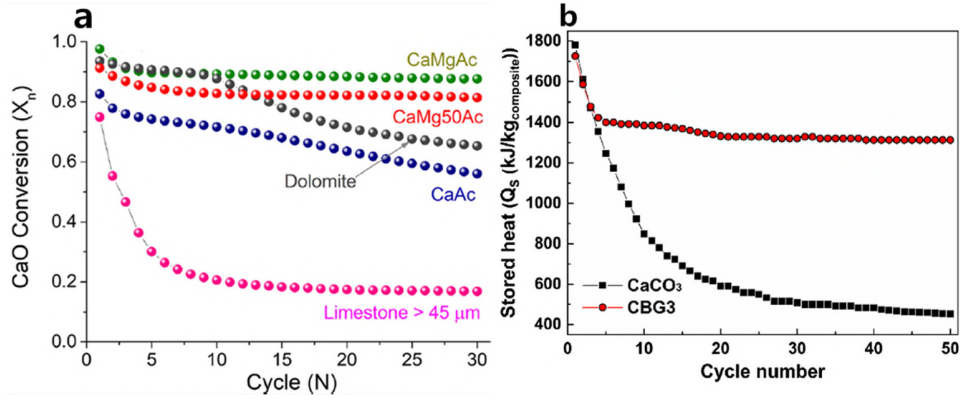 a
CaO Conversion (Xn)
1.0
0.8
0.6
0.4
0.2
0.0
CaMgAc
CaMg50Ac
Dolomite
CaAc
Limestone > 45 μm
0 5 10 15 20 25 30
Cycle (N)
b
Stored heat (QS (kJ/kgcomposite))
1800
1600
1400
1200
1000
800
600
400
CaCO3
CBG3
0 10 20 30 40 50
Cycle number